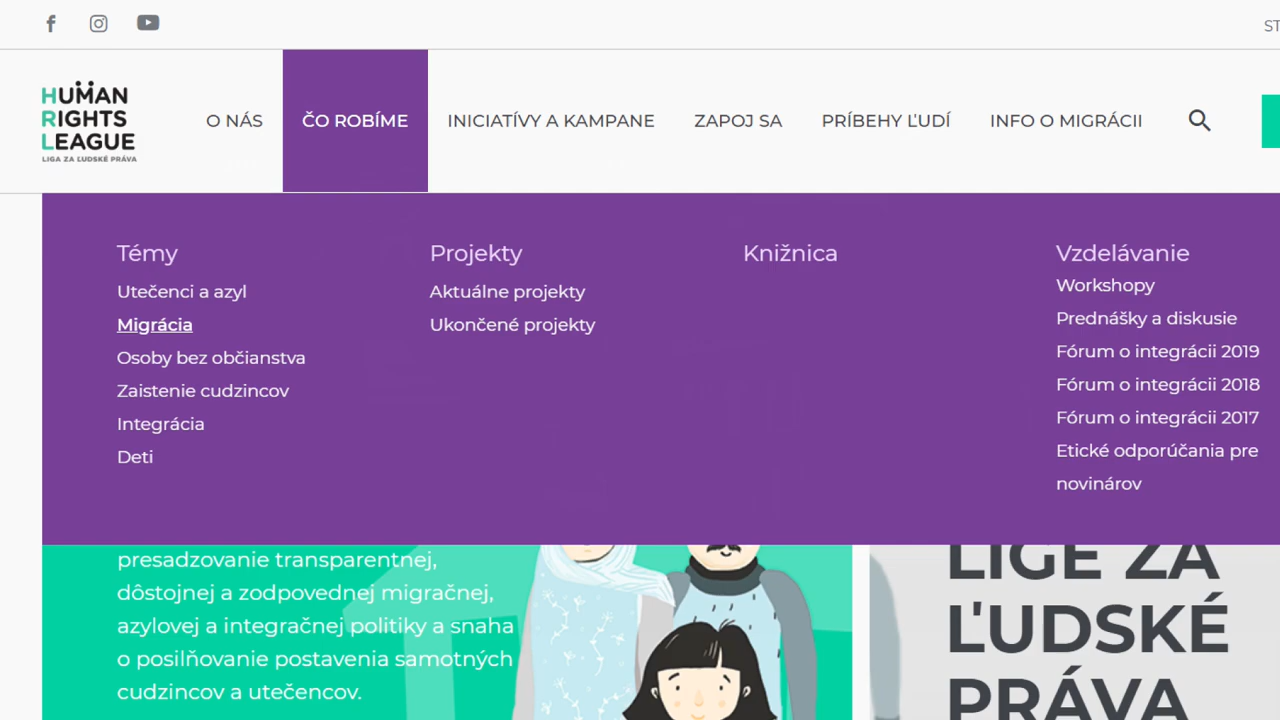 HUMAN
RIGHTS
LEAGUE
LIGA ZA ĽUDSKÉ PRÁVA
O NÁS
ČO ROBÍME
INICIATÍVY A KAMPANE
ZAPOJ SA
PRÍBEHY ĽUDÍ
INFO O MIGRÁCII
Témy
Utečenci a azyl
Migrácia
Osoby bez občianstva
Zaistenie cudzincov
Integrácia
Deti
Projekty
Aktuálne projekty
Ukončené projekty
Knižnica
Vzdelávanie
Workshopy
Prednášky a diskusie
Fórum o integrácii 2019
Fórum o integrácii 2018
Fórum o integrácii 2017
Etické odporúčania pre
novinárov
presadzovanie transparentnej,
dôstojnej a zodpovednej migračnej,
azylovej a integračnej politiky a snaha
o posilňovanie postavenia samotných
cudzincov a utečencov.
LIGE ZA
ĽUDSKÉ
PRÁVA